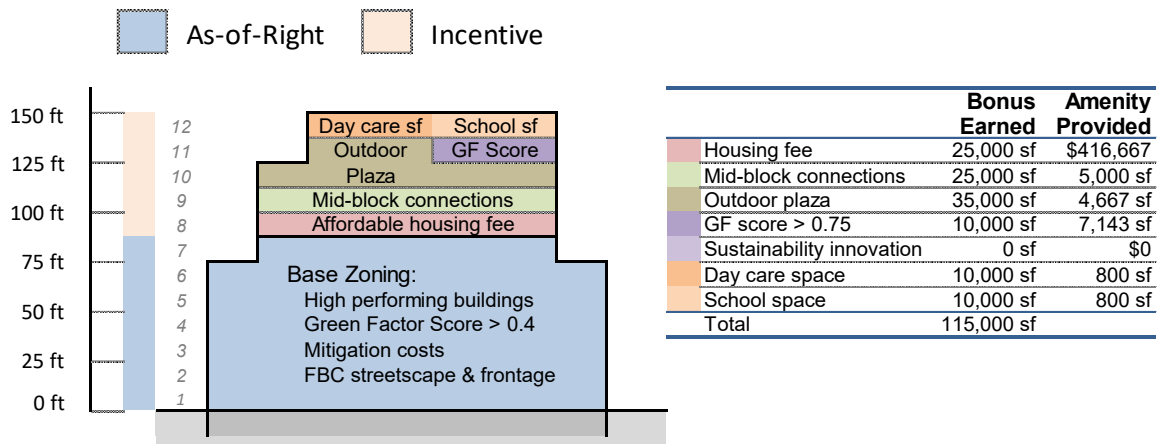 As-of-Right
Incentive
150 ft
125 ft
100 ft
75 ft
50 ft
25 ft
0 ft
12
11
10
9
8
7
6
5
4
3
2
1
Day care sf School sf
Outdoor GF Score
Plaza
Mid-block connections
Affordable housing fee
Base Zoning:
High performing buildings
Green Factor Score > 0.4
Mitigation costs
FBC streetscape & frontage
Bonus Amenity
Earned Provided
Housing fee 25,000 sf $416,667
Mid-block connections 25,000 sf 5,000 sf
Outdoor plaza 35,000 sf 4,667 sf
GF score > 0.75 10,000 sf 7,143 sf
Sustainability innovation 0 sf $0
Day care space 10,000 sf 800 sf
School space 10,000 sf 800 sf
Total 115,000 sf